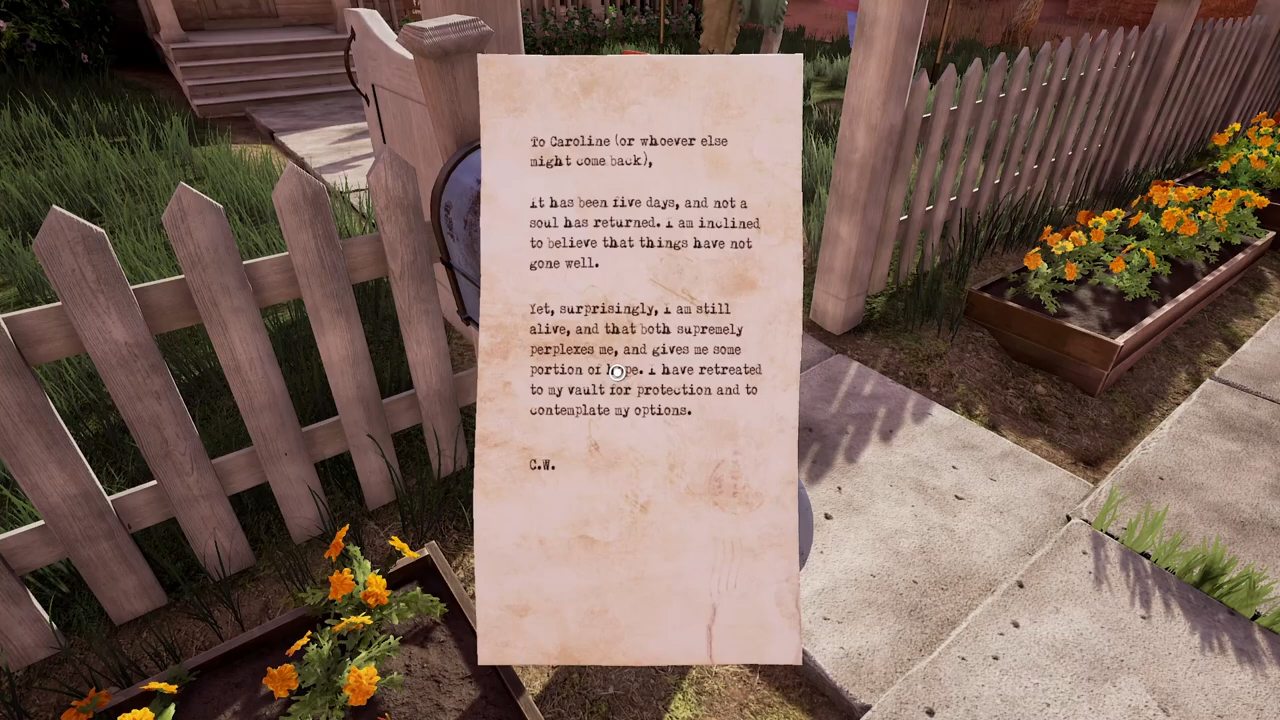 To Caroline (or whoever else
might come back),
It has been five days, and not a
soul has returned. I am inclined
to believe that things have not
gone well.
Yet, surprisingly, I am still
alive, and that both supremely
perplexes me, and gives me some
portion of hope. I have retreated
to my vault for protection and to
contemplate my options.
C.W.